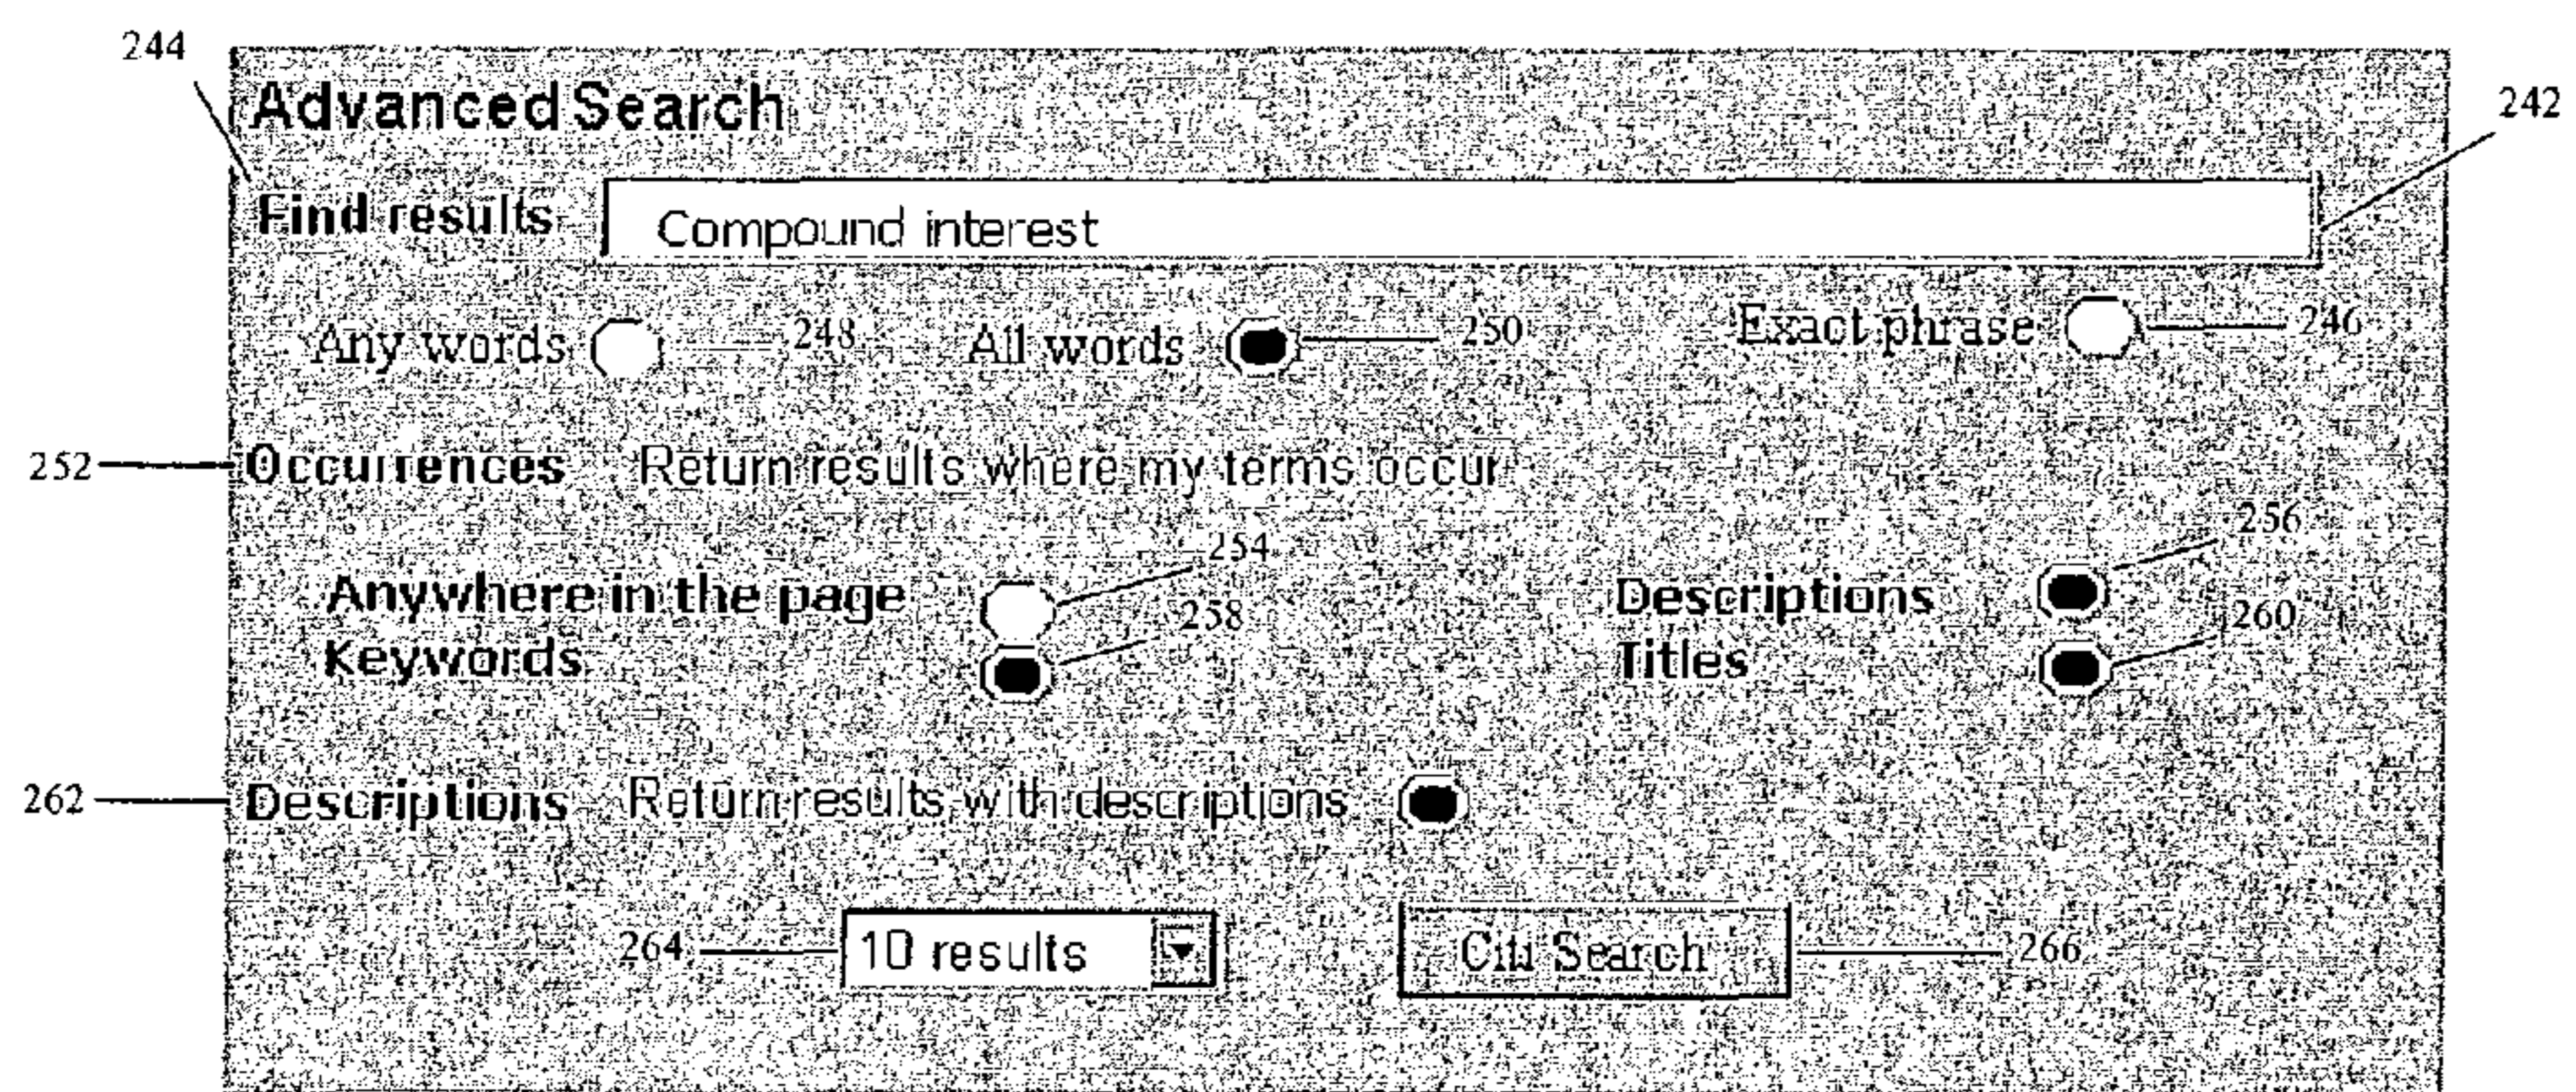 244
Advanced Search
242
Find results Compound interest
Any words 248 All words 250 Exact phrase 246
252 Occurrences Return results where my terms occur
254 256
Anywhere in the page Descriptions
258 260
Keywords Titles
262 Descriptions Return results with descriptions
264 10 results Citi Search 266